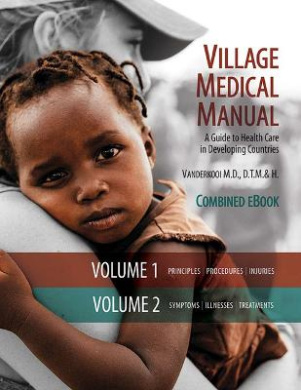 VILLAGE
MEDICAL
MANUAL
A Guide to Health Care
in Developing Countries
VANDERKOOI M.D., D.T.M.& H.
COMBINED EBOOK
VOLUME 1 PRINCIPLES | PROCEDURES | INJURIES
VOLUME 2 SYMPTOMS | ILLNESSES TREATMENTS